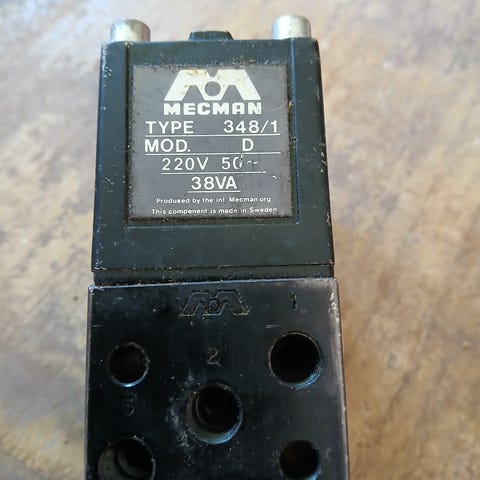 MECMAN
TYPE 348/1
MOD. D
220V 50~
38VA
Produced by the int. Mecman org.
This component is made in Sweden
1
2
3